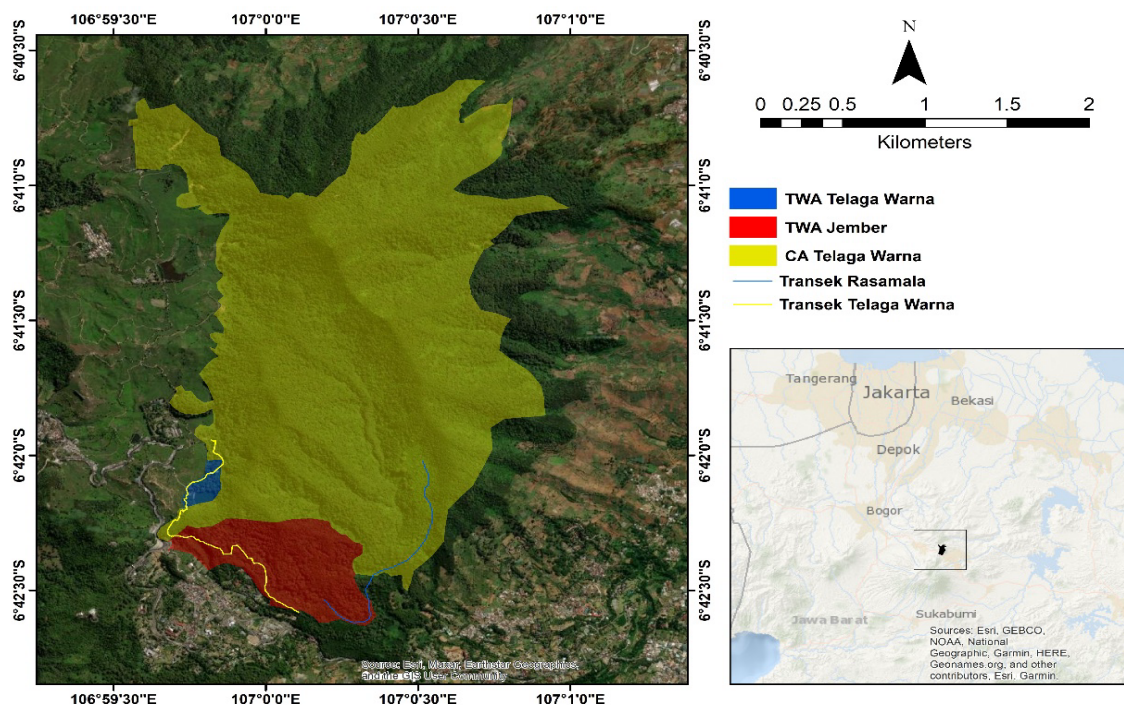 106°59'30"E 107°0'0"E 107°0'30"E 107°1'0"E
6°40'30"S 6°40'30"S
6°41'0"S 6°41'0"S
6°41'30"S 6°41'30"S
6°42'0"S 6°42'0"S
6°42'30"S 6°42'30"S
Source: Esri, Maxar, Earthstar Geographics,
and the GIS User Community
106°59'30"E 107°0'0"E 107°0'30"E 107°1'0"E
N
0 0.25 0.5 1 1.5 2
Kilometers
TWA Telaga Warna
TWA Jember
CA Telaga Warna
Transek Rasamala
Transek Telaga Warna
Tangerang
Jakarta
Bekasi
Depok
Bogor
Sukabumi
Jawa Barat
Sources: Esri, GEBCO,
NOAA, National
Geographic, Garmin, HERE,
Geonames.org, and other
contributors, Esri, Garmin